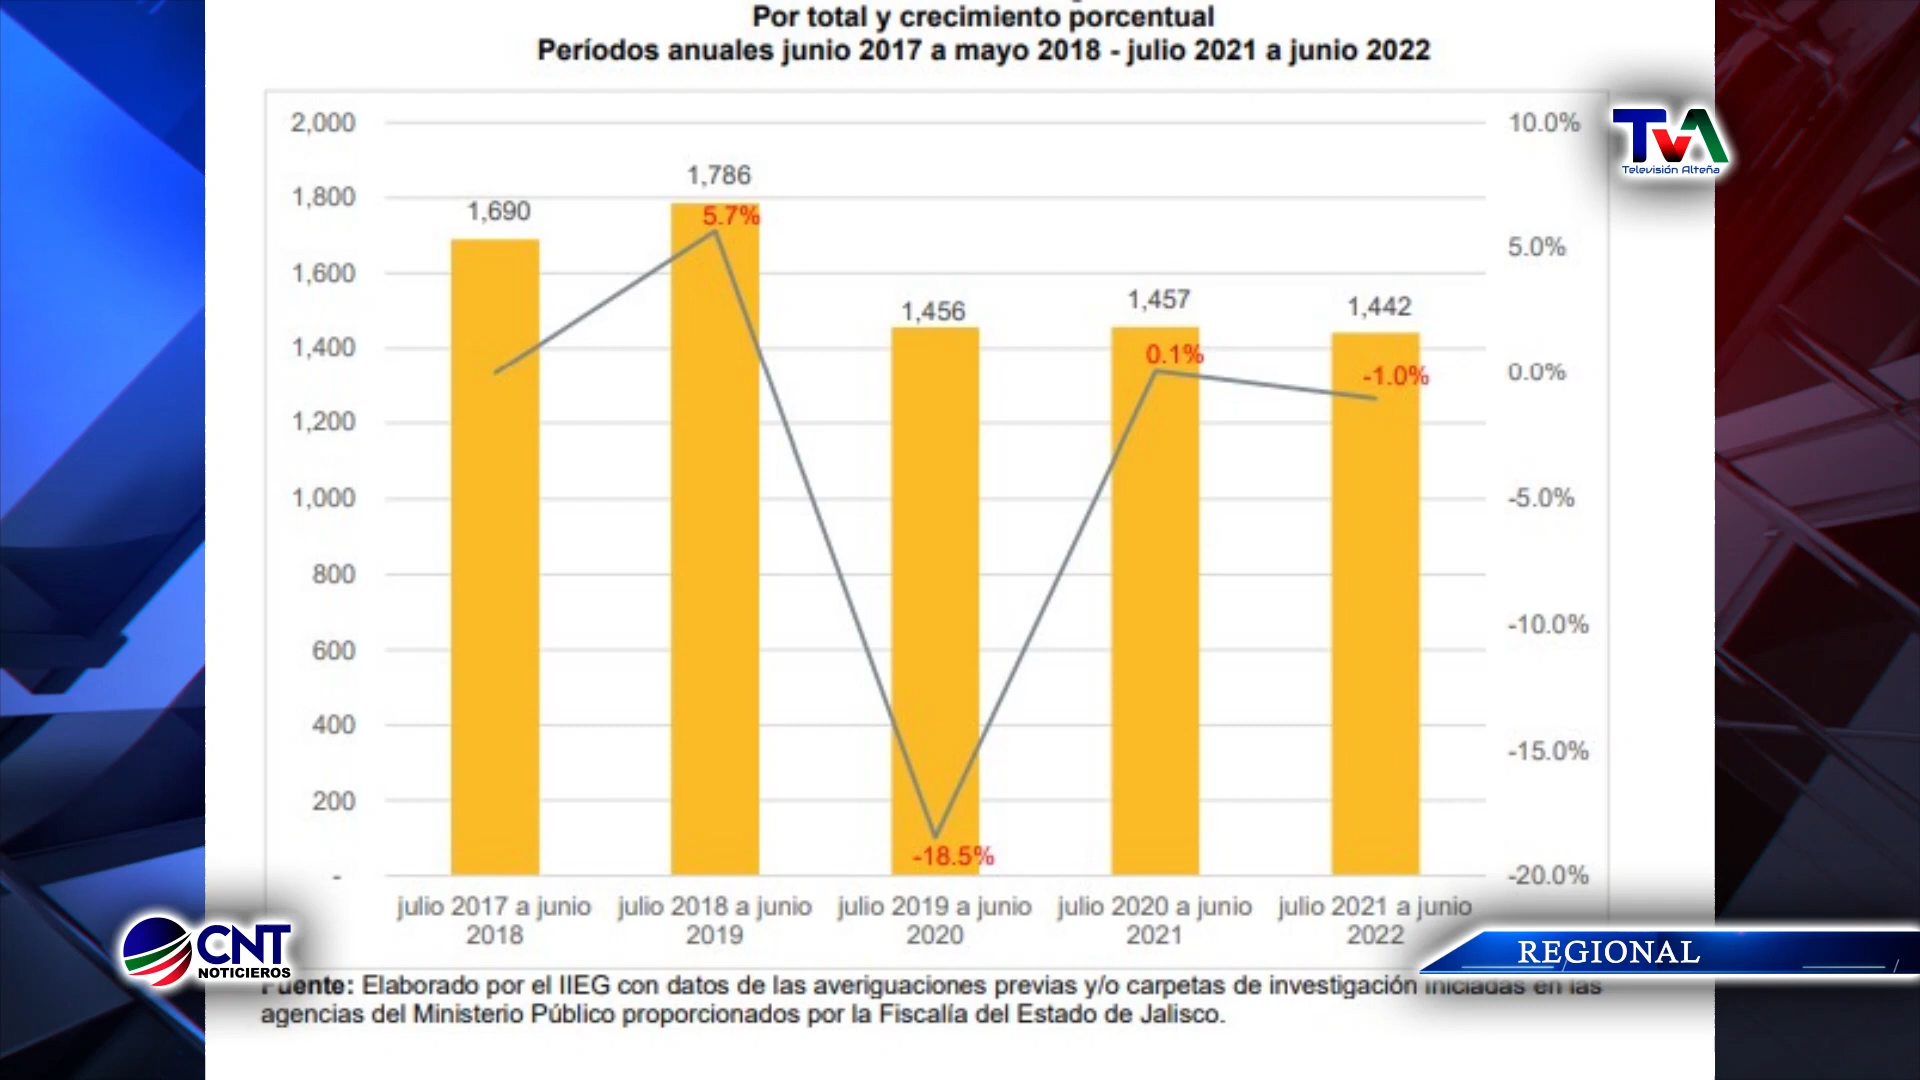 Por total y crecimiento porcentual
Períodos anuales junio 2017 a mayo 2018 - julio 2021 a junio 2022
2,000
1,800
1,600
1,400
1,200
1,000
800
600
400
200
-
1,690
1,786
1,456
1,457
1,442
5.7%
-18.5%
0.1%
-1.0%
10.0%
5.0%
0.0%
-5.0%
-10.0%
-15.0%
-20.0%
julio 2017 a junio
2018
julio 2018 a junio
2019
julio 2019 a junio
2020
julio 2020 a junio
2021
julio 2021 a junio
2022
Fuente: Elaborado por el IIEG con datos de las averiguaciones previas y/o carpetas de investigación iniciadas en las
agencias del Ministerio Público proporcionados por la Fiscalía del Estado de Jalisco.
TvA
Televisión Alteña
CNT
NOTICIEROS
REGIONAL